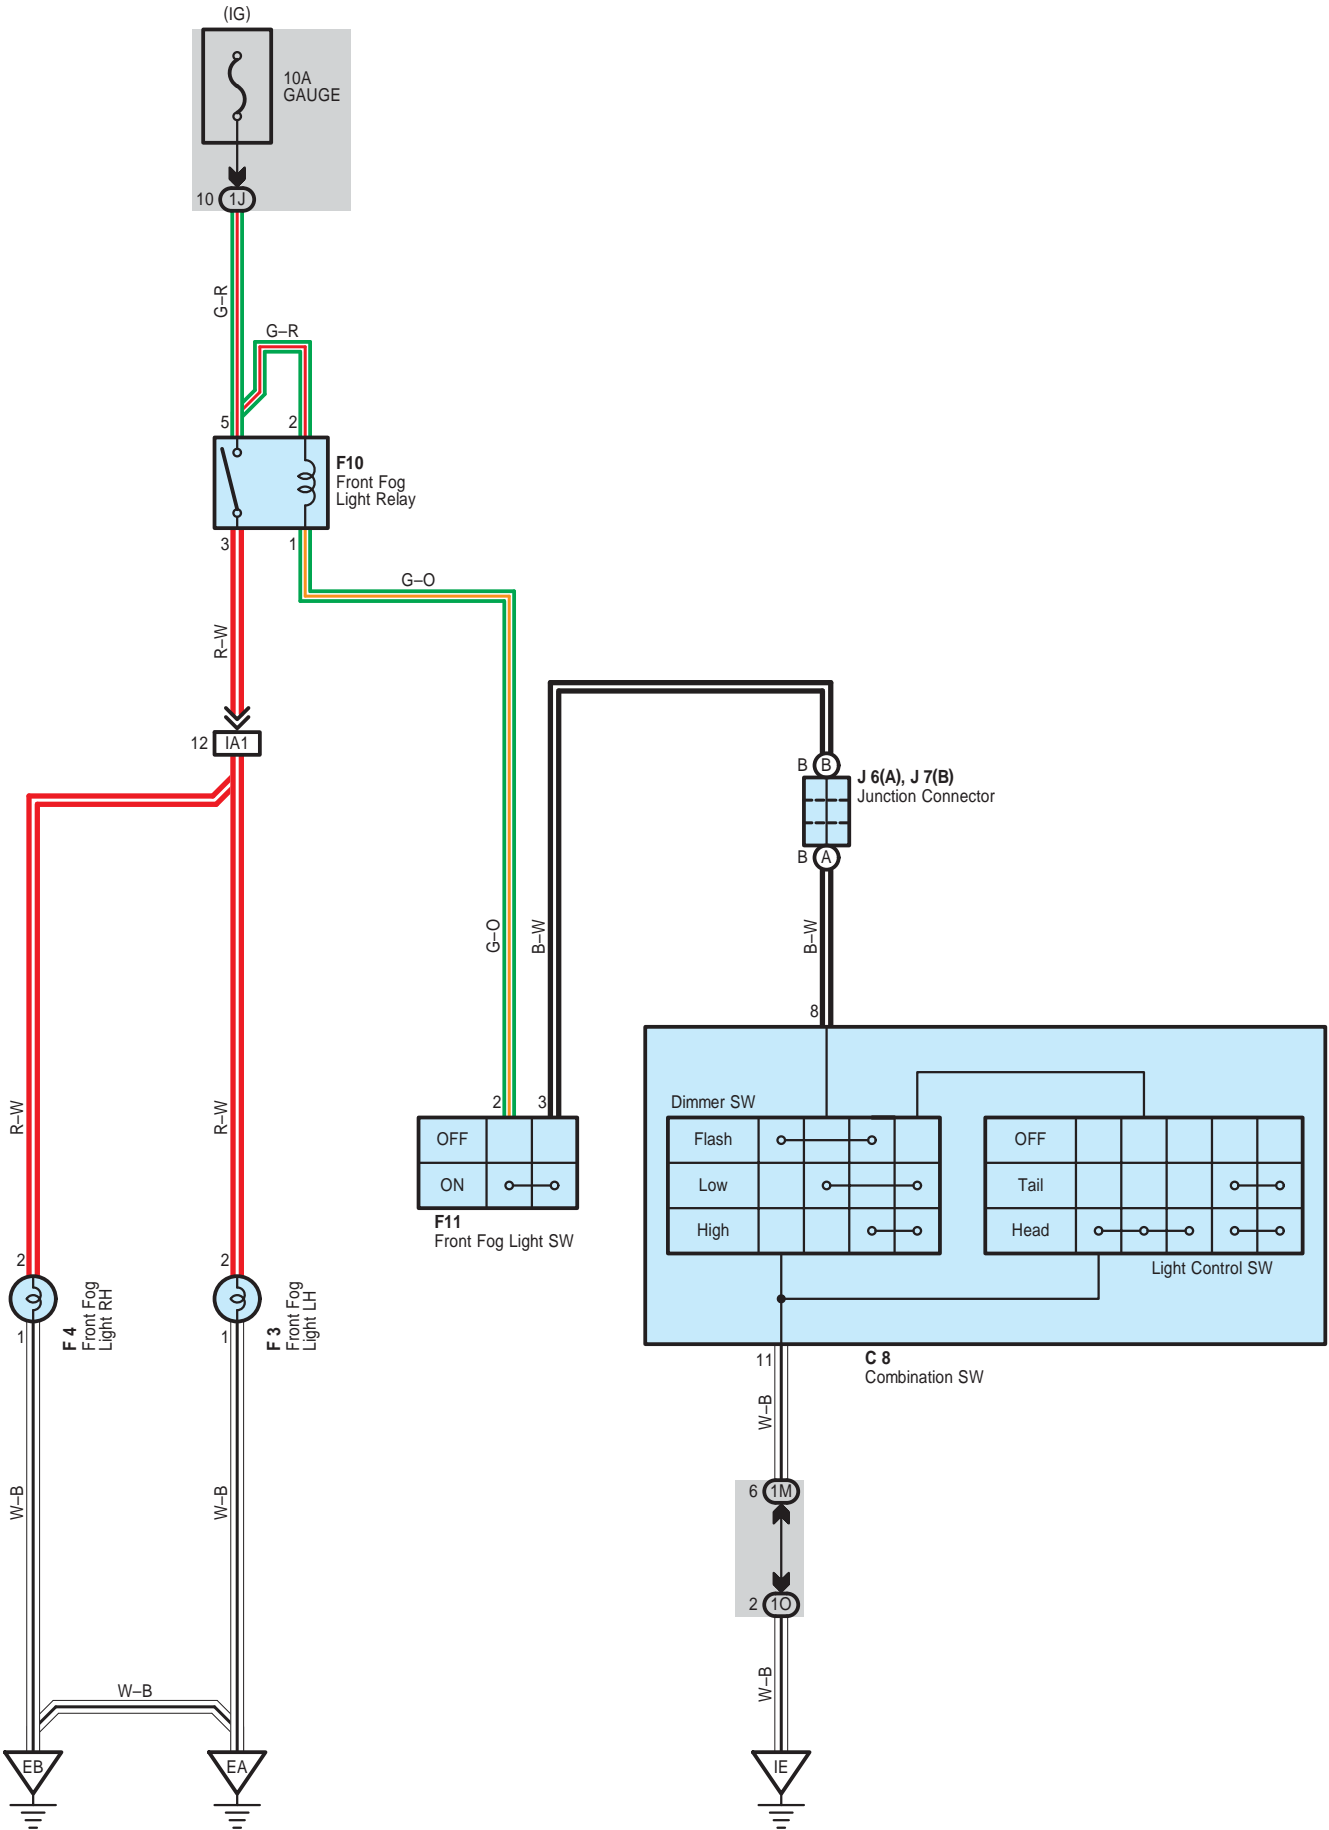 (IG)
10A
GAUGE
10 1J
G–R
G–R
5 2
F10
Front Fog
Light Relay
3 1
G–O
R–W
12 IA1
B B
J 6(A), J 7(B)
Junction Connector
B A
G–O
B–W
B–W
8
R–W
R–W
2 3
OFF
ON
F11
Front Fog Light SW
Dimmer SW
Flash
Low
High
OFF
Tail
Head
Light Control SW
2
1
F 4
Front Fog
Light RH
2
1
F 3
Front Fog
Light LH
11
C 8
Combination SW
W–B
6 1M
2 1O
W–B
W–B
W–B
W–B
EB
EA
IE